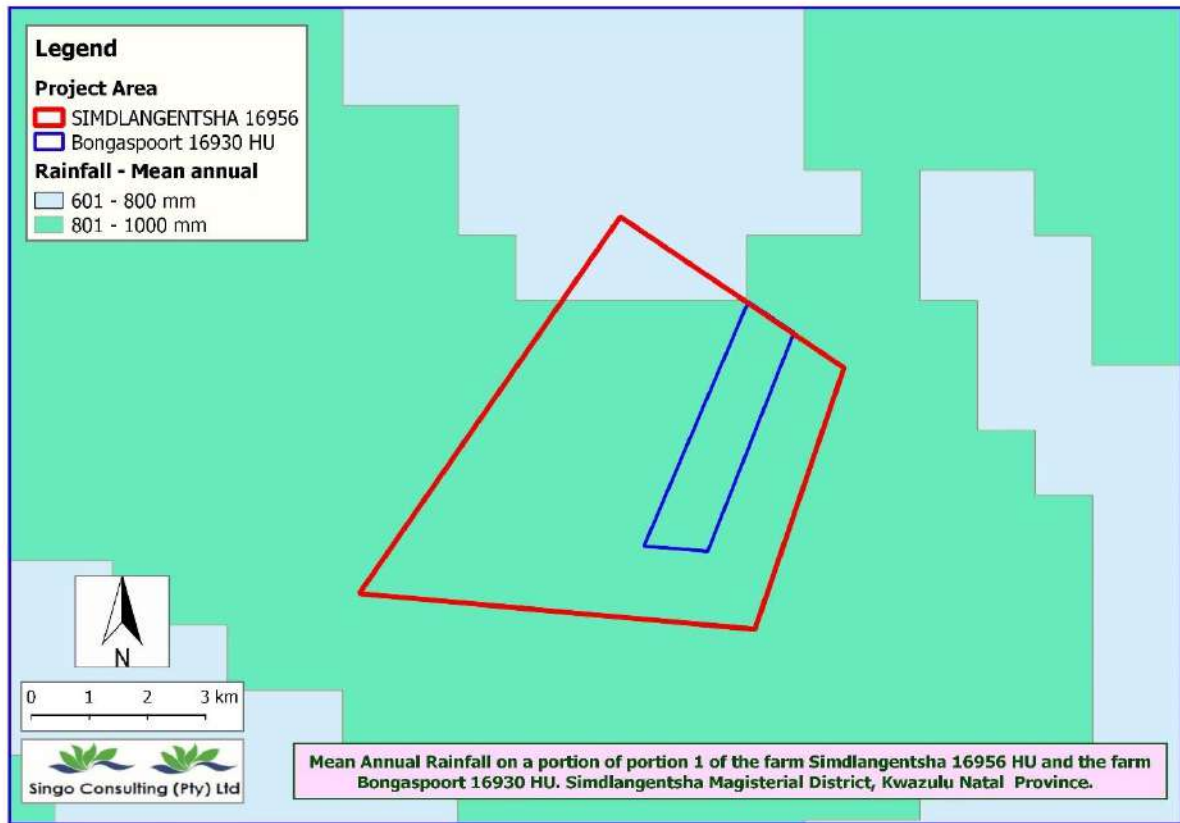 Legend
Project Area
SIMDLANGENTSHA 16956
Bongaspoort 16930 HU
Rainfall - Mean annual
601 - 800 mm
801 - 1000 mm
N
0 1 2 3 km
Singo Consulting (Pty) Ltd
Mean Annual Rainfall on a portion of portion 1 of the farm Simdlangentsha 16956 HU and the farm
Bongaspoort 16930 HU. Simdlangentsha Magisterial District, Kwazulu Natal Province.